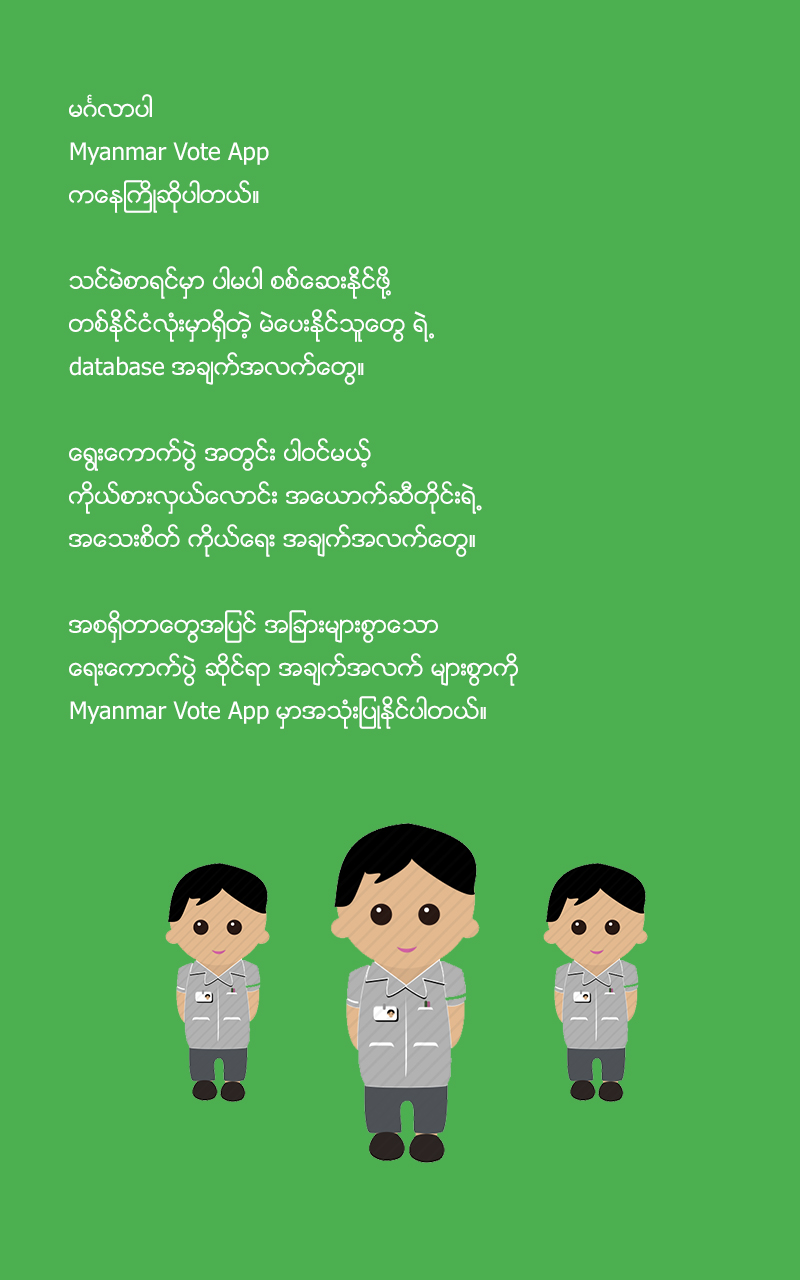 မင်္ဂလာပါ
Myanmar Vote App
ကနေကြိုဆိုပါတယ်။
သင်မဲစာရင်မှာ ပါမပါ စစ်ဆေးနိုင်ဖို့
တစ်နိုင်ငံလုံးမှာရှိတဲ့ မဲပေးနိုင်သူတွေ ရဲ့
database အချက်အလက်တွေ။
ရွေးကောက်ပွဲ အတွင်း ပါဝင်မယ့်
ကိုယ်စားလှယ်လောင်း အယောက်ဆီတိုင်းရဲ့
အသေးစိတ် ကိုယ်ရေး အချက်အလက်တွေ။
အစရှိတာတွေအပြင် အခြားများစွာသော
ရေးကောက်ပွဲ ဆိုင်ရာ အချက်အလက် များစွာကို
Myanmar Vote App မှာအသုံးပြုနိုင်ပါတယ်။